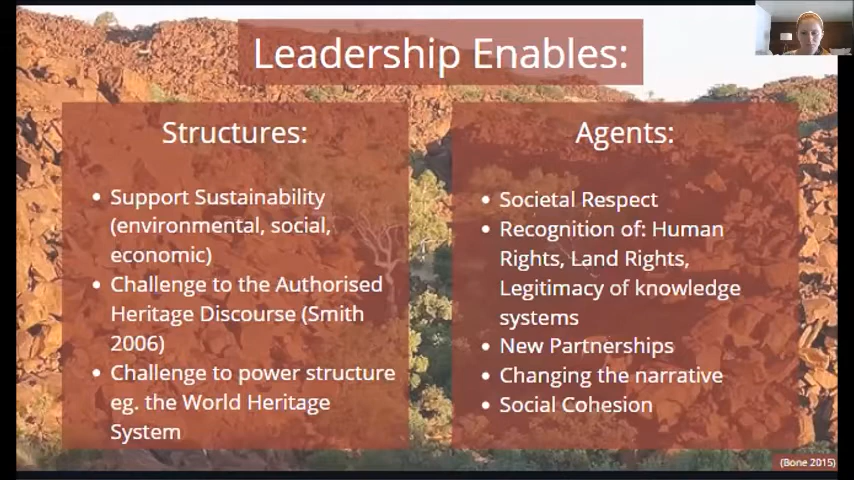 Leadership Enables:
Structures:
• Support Sustainability
(environmental, social,
economic)
• Challenge to the Authorised
Heritage Discourse (Smith
2006)
• Challenge to power structure
eg. the World Heritage
System
Agents:
• Societal Respect
• Recognition of: Human
Rights, Land Rights,
Legitimacy of knowledge
systems
• New Partnerships
• Changing the narrative
• Social Cohesion
(Bone 2015)